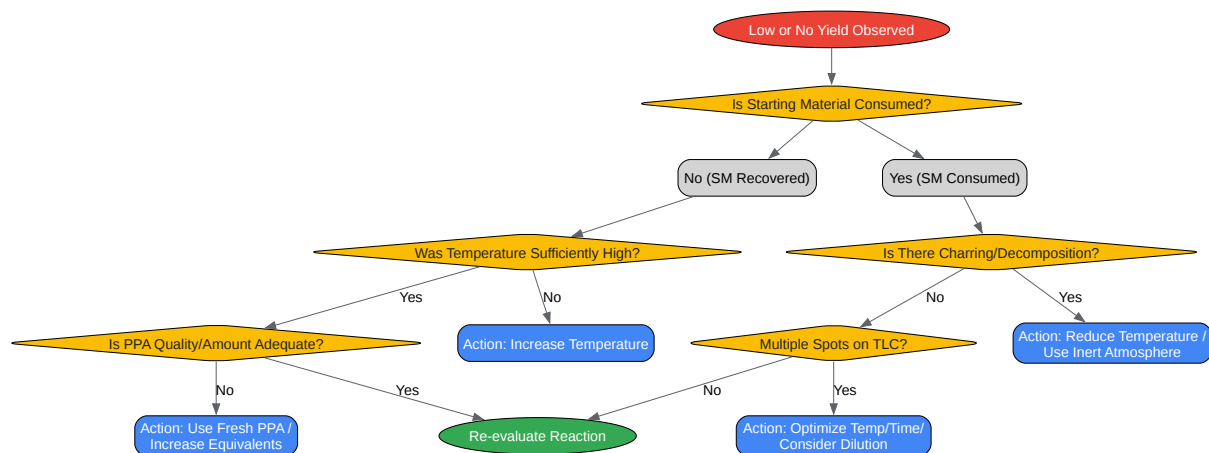 Low or No Yield Observed
Is Starting Material Consumed?
No (SM Recovered)
Yes (SM Consumed)
Was Temperature Sufficiently High?
Is There Charring/Decomposition?
Yes
No
No
Yes
Is PPA Quality/Amount Adequate?
Action: Increase Temperature
Multiple Spots on TLC?
Action: Reduce Temperature /
Use Inert Atmosphere
No
Yes
No
Yes
Action: Use Fresh PPA /
Increase Equivalents
Re-evaluate Reaction
Action: Optimize Temp/Time/
Consider Dilution